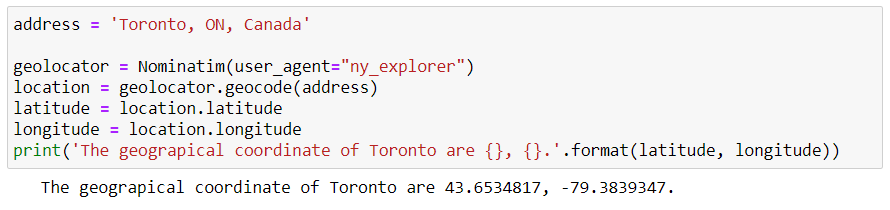 address = 'Toronto, ON, Canada'
geolocator = Nominatim(user_agent="ny_explorer")
location = geolocator.geocode(address)
latitude = location.latitude
longitude = location.longitude
print('The geograpical coordinate of Toronto are {}, {}.'.format(latitude, longitude))
The geograpical coordinate of Toronto are 43.6534817, -79.3839347.